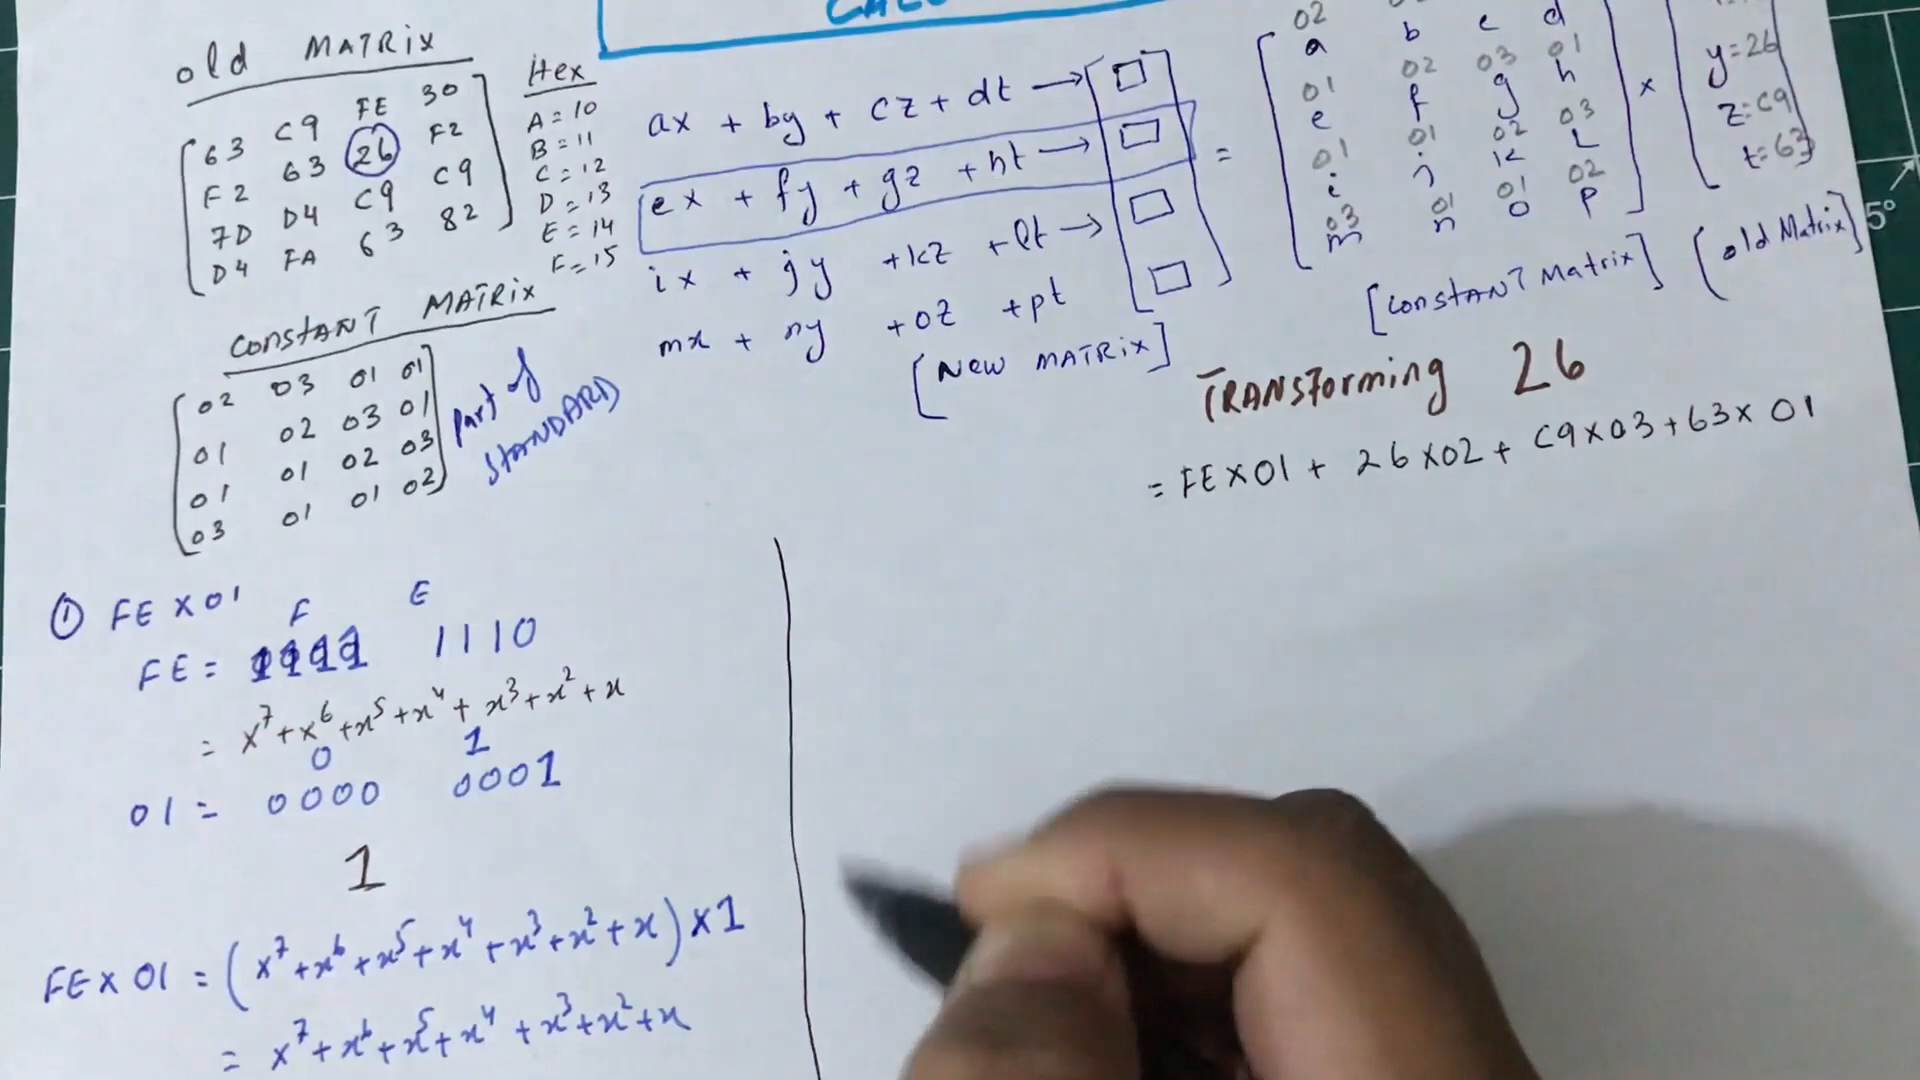 old MATRIX
63 C9 FE 30
F2 63 26 F2
7D D4 C9 C9
D4 FA 63 82
Hex
A = 10
B = 11
C = 12
D = 13
E = 14
F = 15
CONSTANT MATRIX
02 03 01 01
01 02 03 01
01 01 02 03
03 01 01 02
Part of
STANDARD
ax + by + cz + dt →
ex + fy + gz + ht →
ix + jy + kz + lt →
mx + ny + oz + pt
[New MATRIX]
=
02
a b c d
01 02 03 01
e f g h
01 01 02 03
i j k L
03 01 01 02
m n o p
×
y = 26
z = C9
t = 63
[CONSTANT Matrix]
[old Matrix]
5°
TRANSforming 26
= FE X 01 + 26 X 02 + C9 X 03 + 63 X 01
① FE X 01
F E
FE = 1111 1110
= x⁷ + x⁶ + x⁵ + x⁴ + x³ + x² + x
0 1
01 = 0000 0001
1
FE X 01 = (x⁷ + x⁶ + x⁵ + x⁴ + x³ + x² + x) X 1
= x⁷ + x⁶ + x⁵ + x⁴ + x³ + x² + x